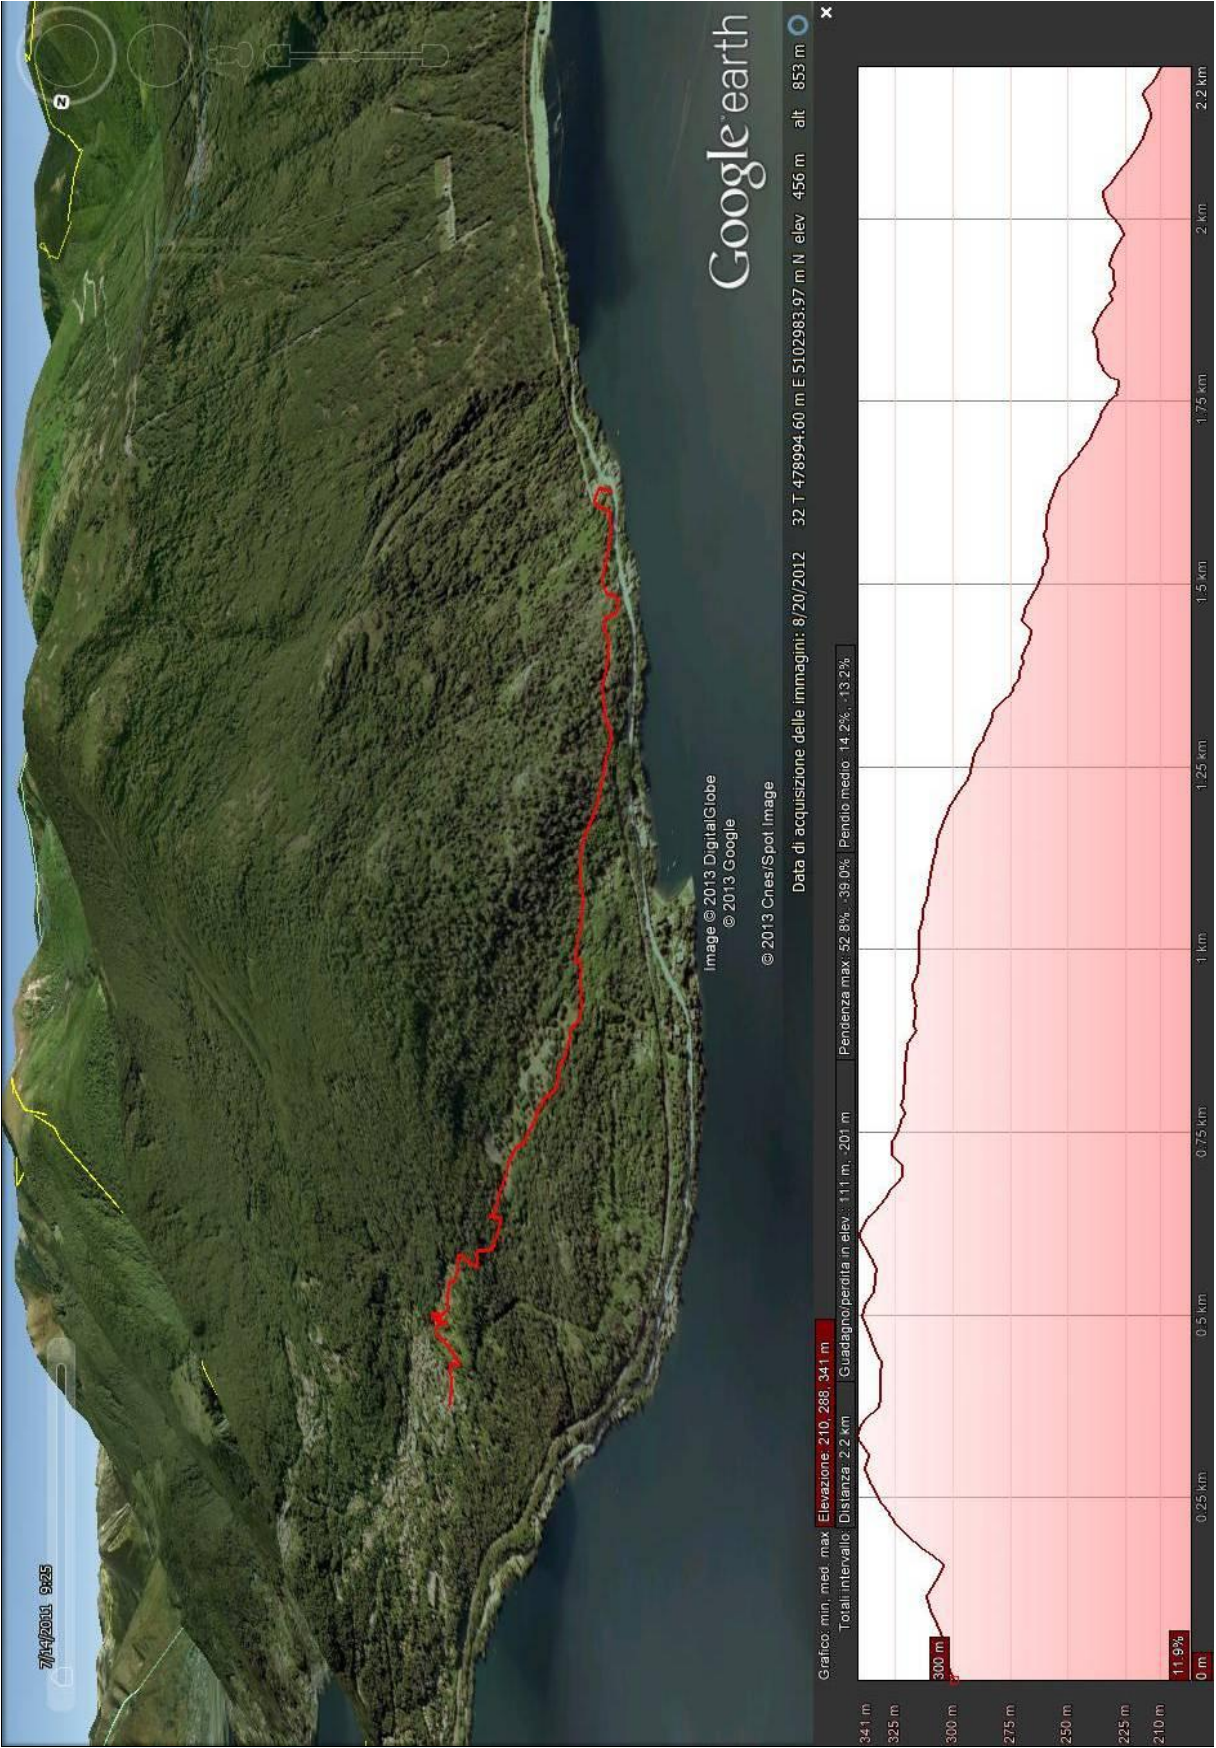 7/14/2011 9:25
N
Image © 2013 DigitalGlobe
© 2013 Google
© 2013 Cnes/Spot Image
Google earth
Data di acquisizione delle immagini: 8/20/2012 32 T 478994.60 m E 5102983.97 m N elev 456 m alt 853 m
Grafico: min, med, max Elevazione: 210, 288, 341 m
Totali intervallo: Distanza: 2.2 km Guadagno/perdita in elev.: 111 m, -201 m Pendenza max: 52.8%, -39.0% Pendio medio: 14.2%, -13.2%
341 m
325 m
300 m
275 m
250 m
225 m
210 m
300 m
11.9%
0 m 0.25 km 0.5 km 0.75 km 1 km 1.25 km 1.5 km 1.75 km 2 km 2.2 km